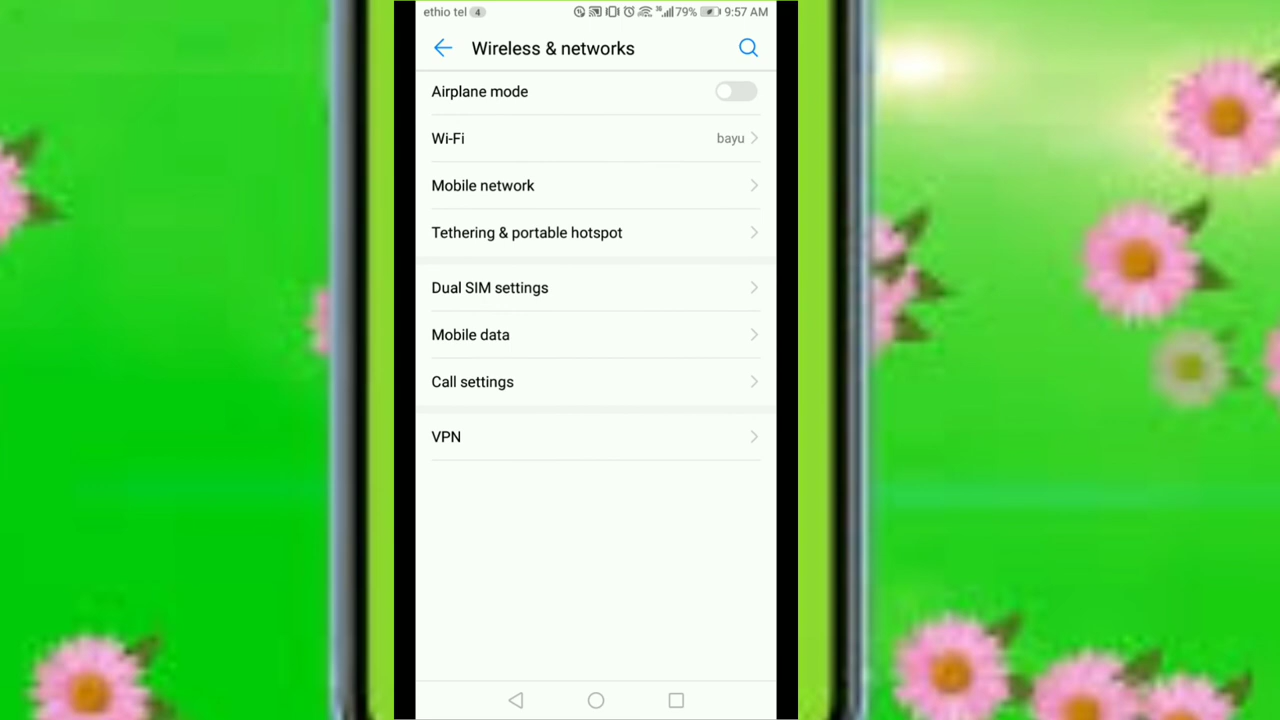 ethio tel 4 79% 9:57 AM
Wireless & networks
Airplane mode
Wi-Fi bayu
Mobile network
Tethering & portable hotspot
Dual SIM settings
Mobile data
Call settings
VPN